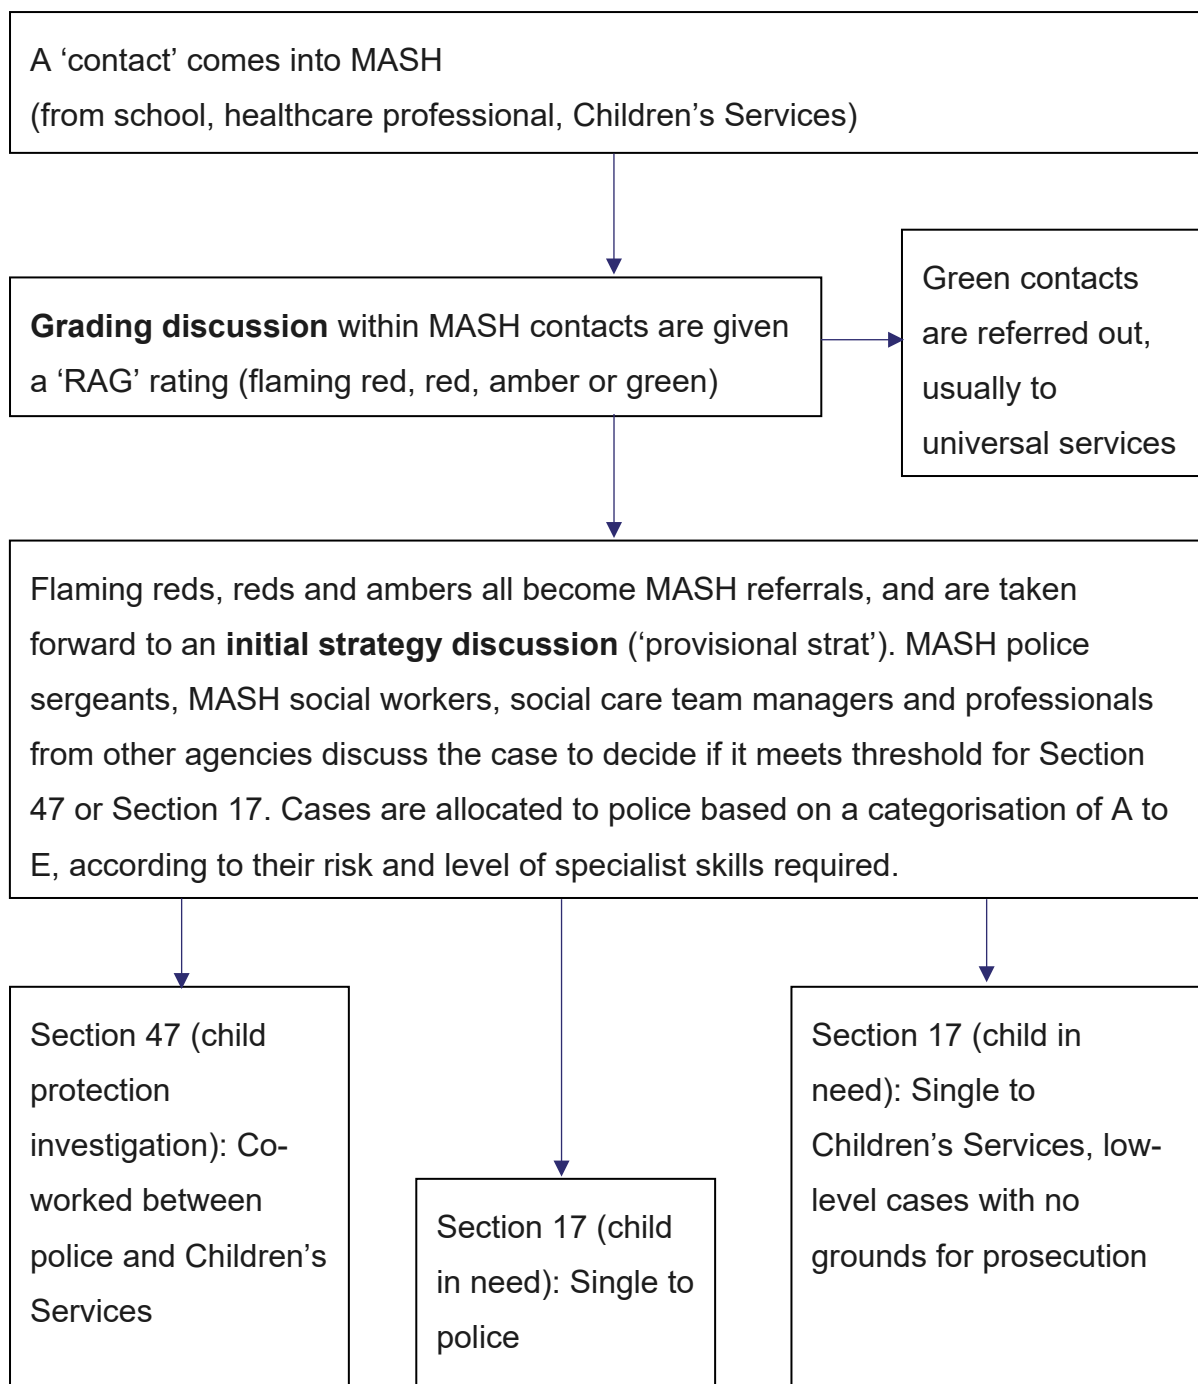 A ‘contact’ comes into MASH
(from school, healthcare professional, Children’s Services)
Grading discussion within MASH contacts are given
a ‘RAG’ rating (flaming red, red, amber or green)
Green contacts
are referred out,
usually to
universal services
Flaming reds, reds and ambers all become MASH referrals, and are taken
forward to an initial strategy discussion (‘provisional strat’). MASH police
sergeants, MASH social workers, social care team managers and professionals
from other agencies discuss the case to decide if it meets threshold for Section
47 or Section 17. Cases are allocated to police based on a categorisation of A to
E, according to their risk and level of specialist skills required.
Section 47 (child
protection
investigation): Co-
worked between
police and Children’s
Services
Section 17 (child
in need): Single to
police
Section 17 (child in
need): Single to
Children’s Services, low-
level cases with no
grounds for prosecution